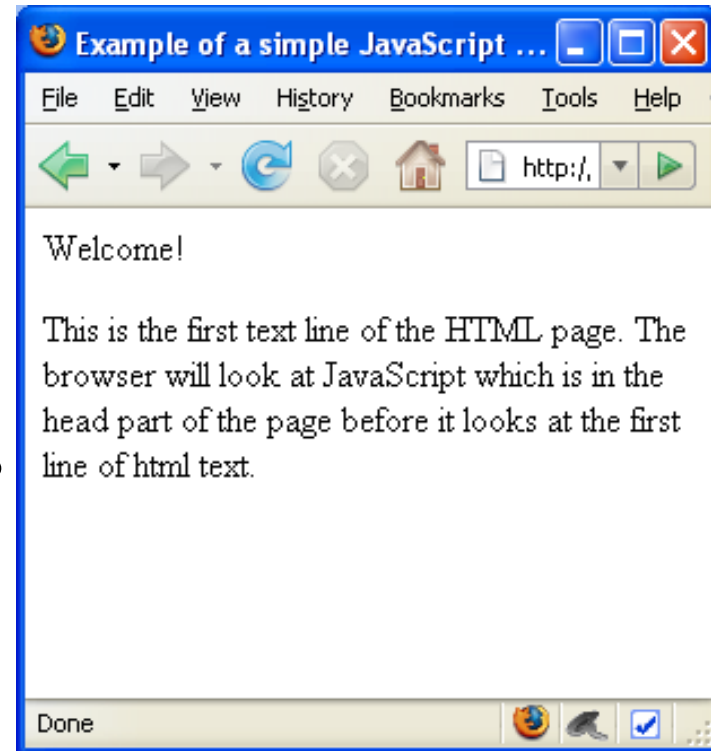 Example of a simple JavaScript ...
File Edit View History Bookmarks Tools Help
http:/,
Welcome!
This is the first text line of the HTML page. The
browser will look at JavaScript which is in the
head part of the page before it looks at the first
line of html text.
Done